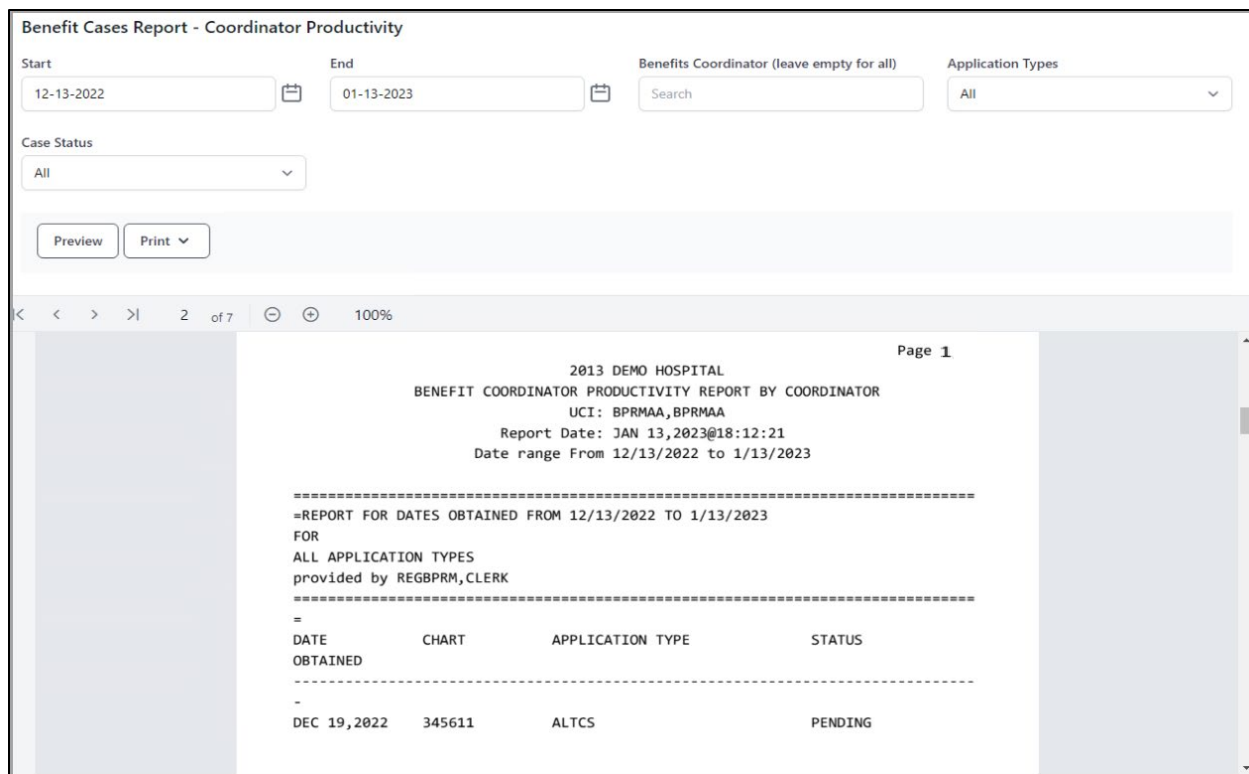 Benefit Cases Report - Coordinator Productivity
Start End Benefits Coordinator (leave empty for all) Application Types
12-13-2022 01-13-2023 Search All
Case Status
All
Preview Print
2 of 7 100%
Page 1
2013 DEMO HOSPITAL
BENEFIT COORDINATOR PRODUCTIVITY REPORT BY COORDINATOR
UCI: BPRMAA,BPRMAA
Report Date: JAN 13,2023@18:12:21
Date range From 12/13/2022 to 1/13/2023
===============================================================================
=REPORT FOR DATES OBTAINED FROM 12/13/2022 TO 1/13/2023
FOR
ALL APPLICATION TYPES
provided by REGBPRM,CLERK
===============================================================================
=
DATE CHART APPLICATION TYPE STATUS
OBTAINED
-------------------------------------------------------------------------------
-
DEC 19,2022 345611 ALTCS PENDING